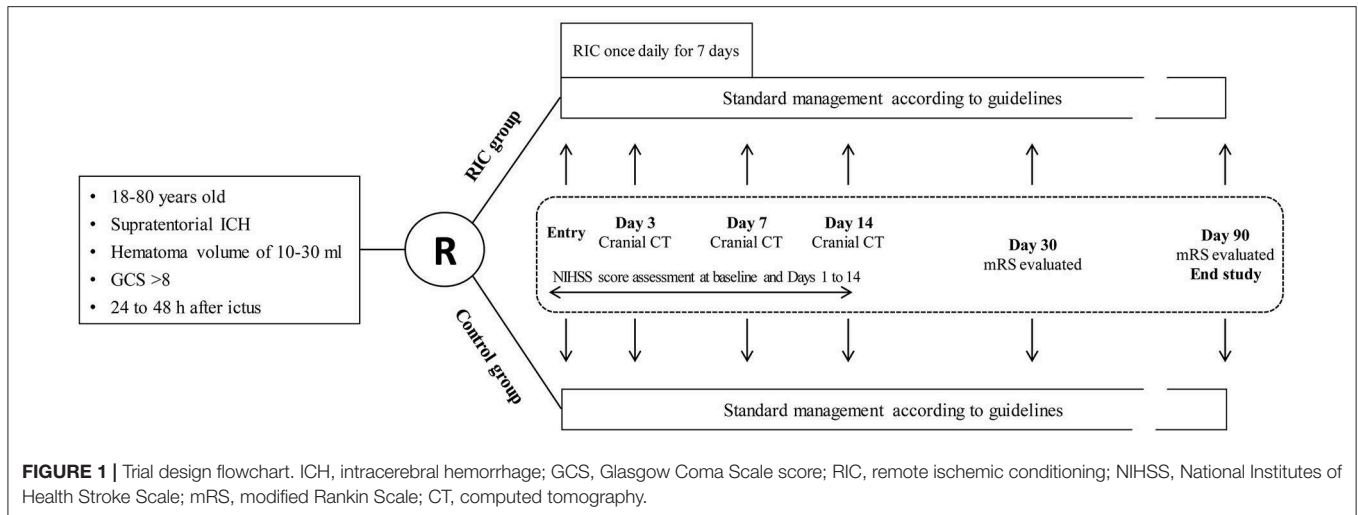 RIC once daily for 7 days
Standard management according to guidelines
RIC group
• 18-80 years old
• Supratentorial ICH
• Hematoma volume of 10-30 ml
• GCS >8
• 24 to 48 h after ictus
R
Entry
Day 3
Cranial CT
Day 7
Cranial CT
Day 14
Cranial CT
Day 30
mRS evaluated
Day 90
mRS evaluated
End study
NIHSS score assessment at baseline and Days 1 to 14
Control group
Standard management according to guidelines
FIGURE 1 | Trial design flowchart. ICH, intracerebral hemorrhage; GCS, Glasgow Coma Scale score; RIC, remote ischemic conditioning; NIHSS, National Institutes of
Health Stroke Scale; mRS, modified Rankin Scale; CT, computed tomography.